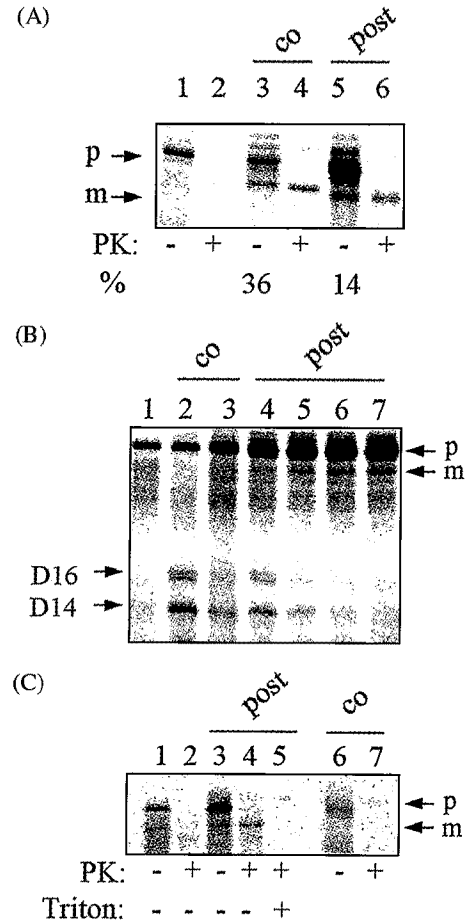 (A)
co post
1 2 3 4 5 6
p
m
PK: - + - + - +
% 36 14
(B)
co post
1 2 3 4 5 6 7
p
m
D16
D14
(C)
post co
1 2 3 4 5 6 7
p
m
PK: - + - + + - +
Triton: - - - - + - -